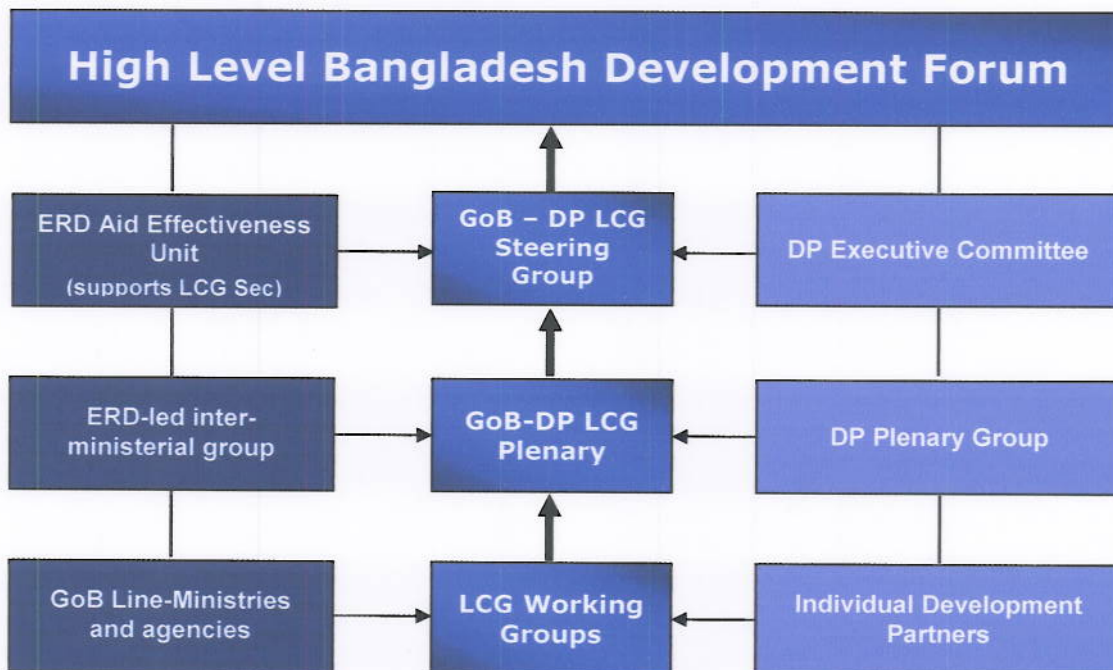 High Level Bangladesh Development Forum
ERD Aid Effectiveness
Unit
(supports LCG Sec)
GoB – DP LCG
Steering
Group
DP Executive Committee
ERD-led inter-
ministerial group
GoB-DP LCG
Plenary
DP Plenary Group
GoB Line-Ministries
and agencies
LCG Working
Groups
Individual Development
Partners